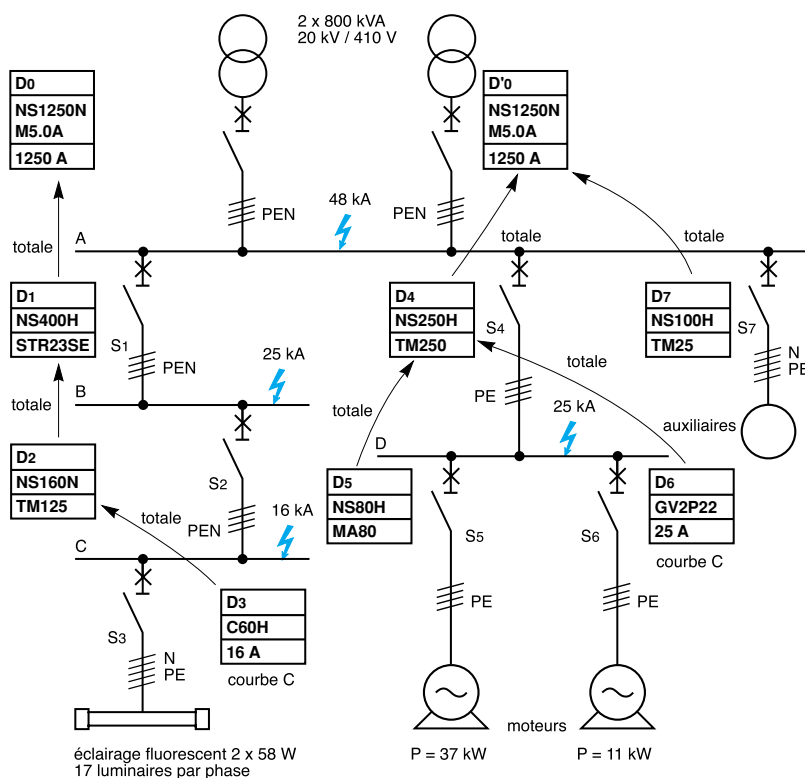 2 x 800 kVA
20 kV / 410 V
D0
NS1250N
M5.0A
1250 A
D'0
NS1250N
M5.0A
1250 A
PEN
48 kA
PEN
totale
A
totale
totale
D1
NS400H
STR23SE
S1
PEN
D4
NS250H
TM250
S4
D7
NS100H
TM25
S7
N
PE
25 kA
totale
B
totale
PE
totale
25 kA
auxiliaires
D
D2
NS160N
TM125
S2
totale
PEN
16 kA
C
D5
NS80H
MA80
S5
S6
D6
GV2P22
25 A
courbe C
D3
C60H
16 A
courbe C
S3
N
PE
PE
PE
moteurs
éclairage fluorescent 2 x 58 W
17 luminaires par phase
P = 37 kW
P = 11 kW